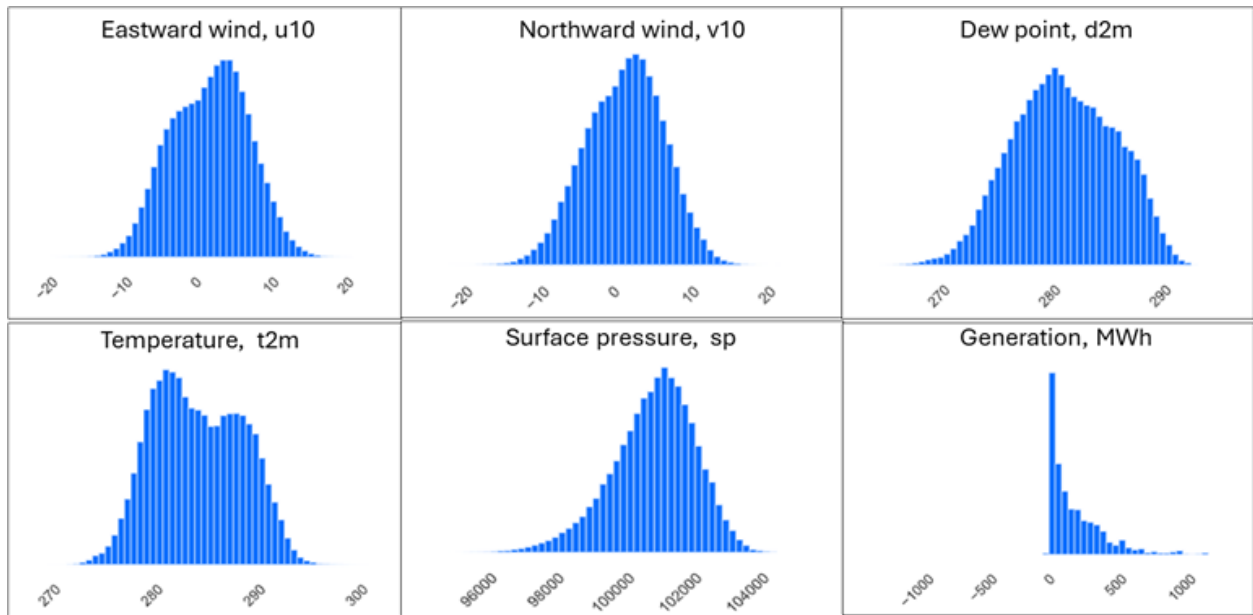 Eastward wind, u10
Northward wind, v10
Dew point, d2m
−20 −10 0 10 20
−20 −10 0 10 20
270 280 290
Temperature, t2m
Surface pressure, sp
Generation, MWh
270 280 290 300
96000 98000 100000 102000 104000
−1000 −500 0 500 1000